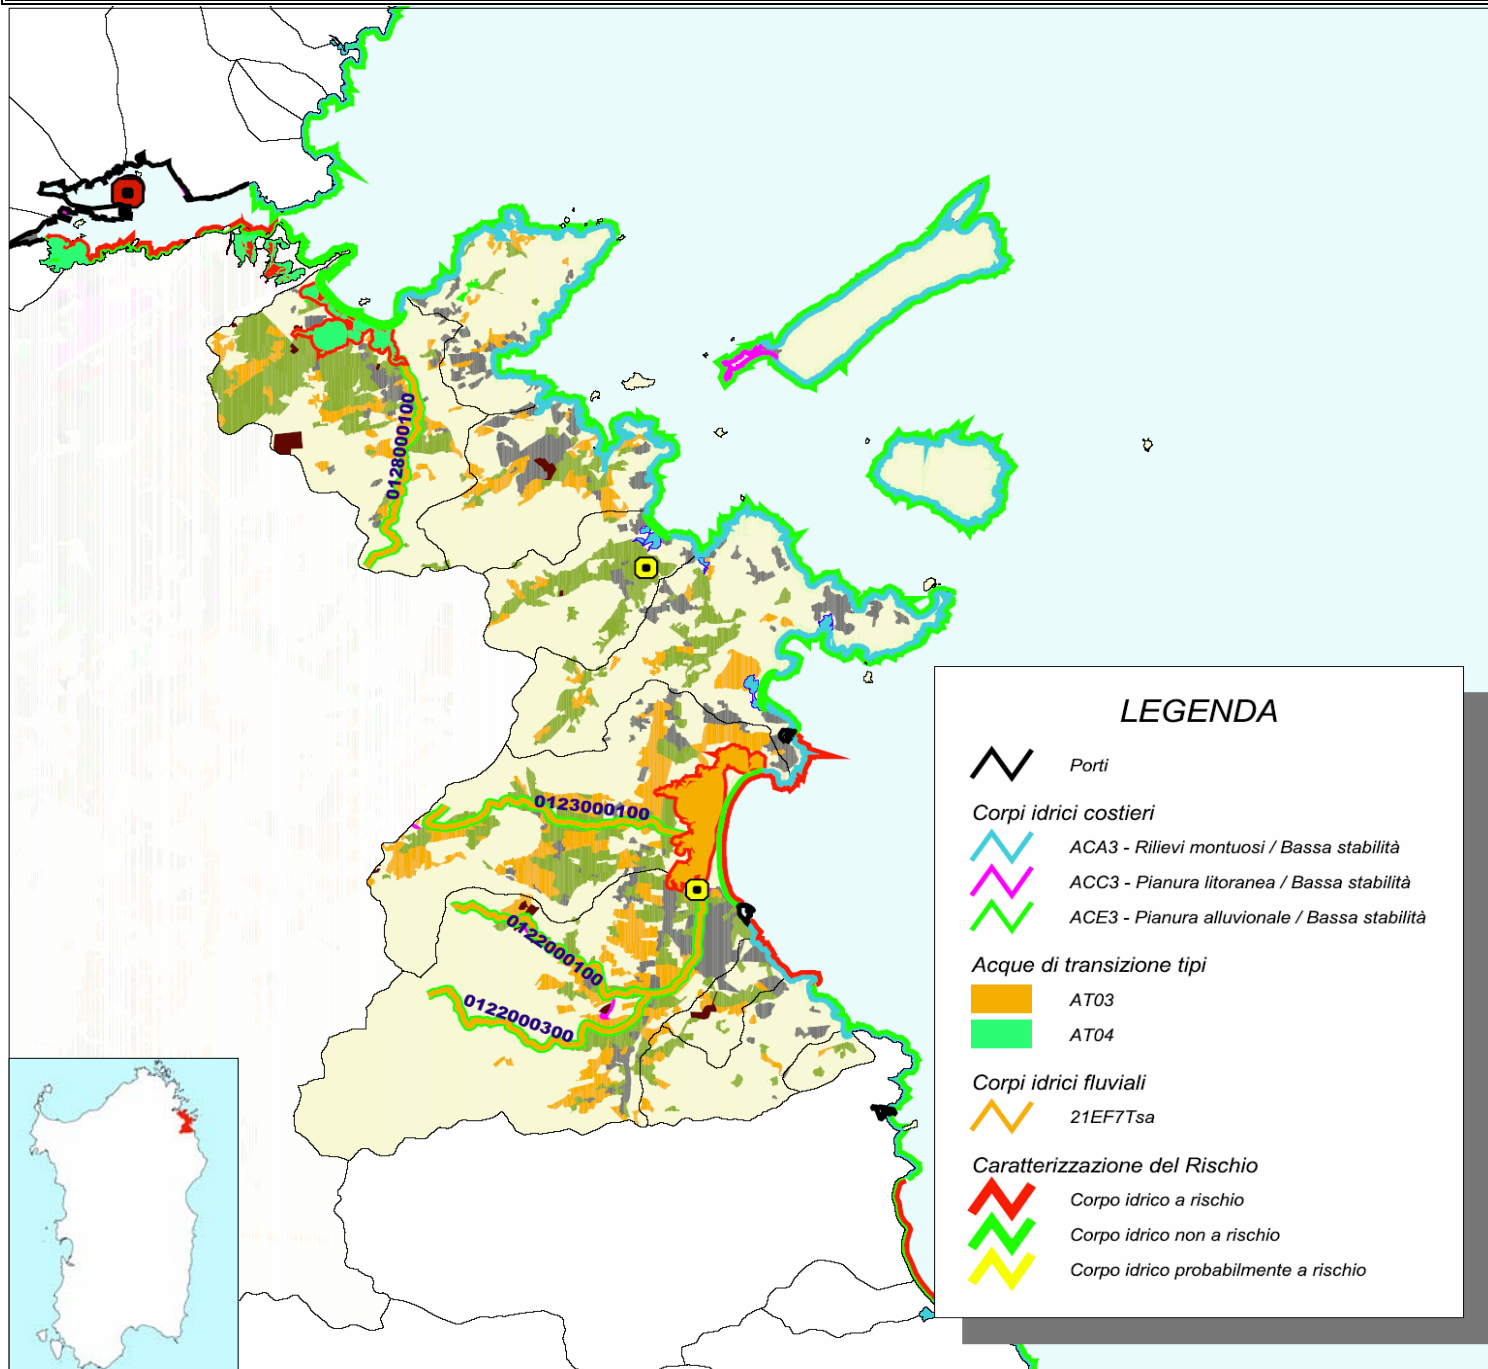 0128000100
0123000100
0122000100
0122000300
LEGENDA
Porti
Corpi idrici costieri
ACA3 - Rilievi montuosi / Bassa stabilità
ACC3 - Pianura litoranea / Bassa stabilità
ACE3 - Pianura alluvionale / Bassa stabilità
Acque di transizione tipi
AT03
AT04
Corpi idrici fluviali
21EF7Tsa
Caratterizzazione del Rischio
Corpo idrico a rischio
Corpo idrico non a rischio
Corpo idrico probabilmente a rischio